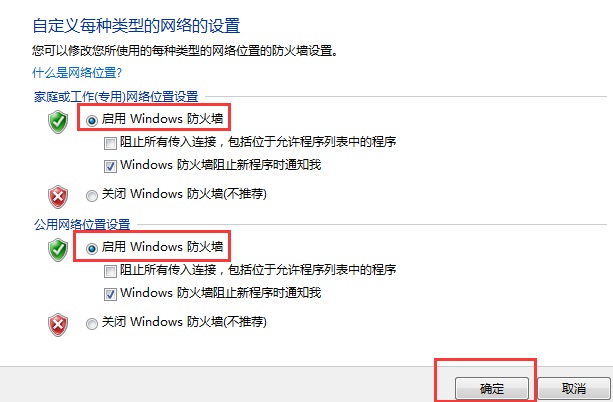 自定义每种类型的网络的设置
您可以修改您所使用的每种类型的网络位置的防火墙设置。
什么是网络位置?
家庭或工作(专用)网络位置设置
启用 Windows 防火墙
阻止所有传入连接，包括位于允许程序列表中的程序
Windows 防火墙阻止新程序时通知我
关闭 Windows 防火墙(不推荐)
公用网络位置设置
启用 Windows 防火墙
阻止所有传入连接，包括位于允许程序列表中的程序
Windows 防火墙阻止新程序时通知我
关闭 Windows 防火墙(不推荐)
确定 取消